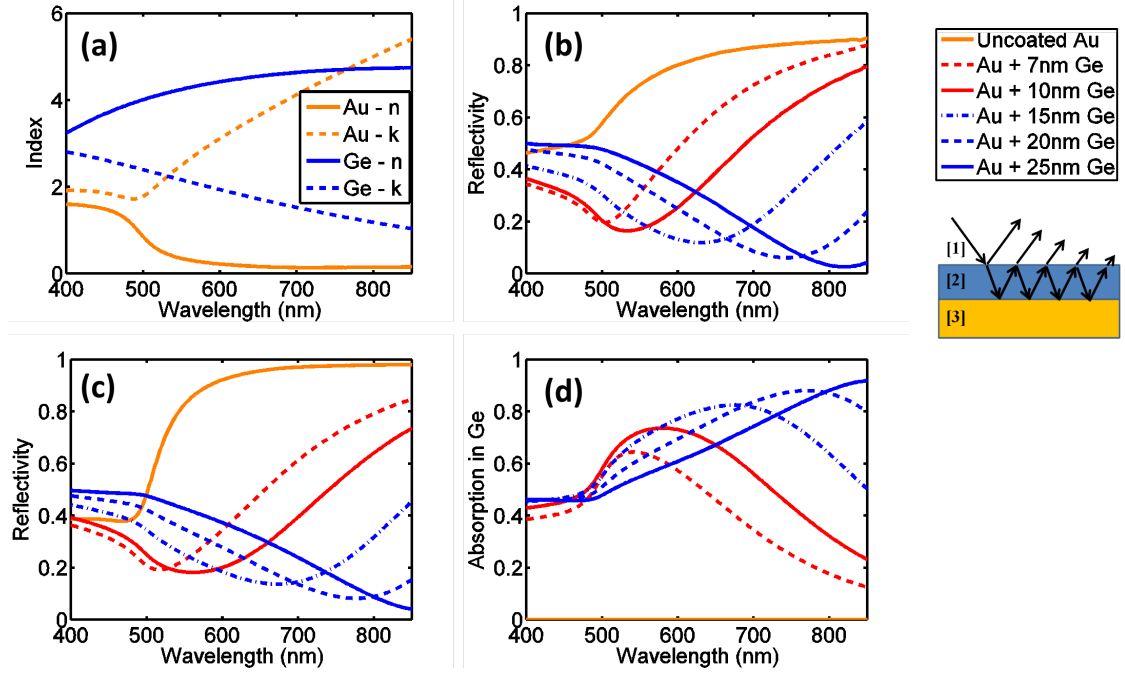 (a)
6
4
2
0
Index
400
500
600
700
800
Wavelength (nm)
Au - n
Au - k
Ge - n
Ge - k
(b)
1
0.8
0.6
0.4
0.2
0
Reflectivity
400
500
600
700
800
Wavelength (nm)
Uncoated Au
Au + 7nm Ge
Au + 10nm Ge
Au + 15nm Ge
Au + 20nm Ge
Au + 25nm Ge
[1]
[2]
[3]
(c)
1
0.8
0.6
0.4
0.2
0
Reflectivity
400
500
600
700
800
Wavelength (nm)
(d)
1
0.8
0.6
0.4
0.2
0
Absorption in Ge
400
500
600
700
800
Wavelength (nm)